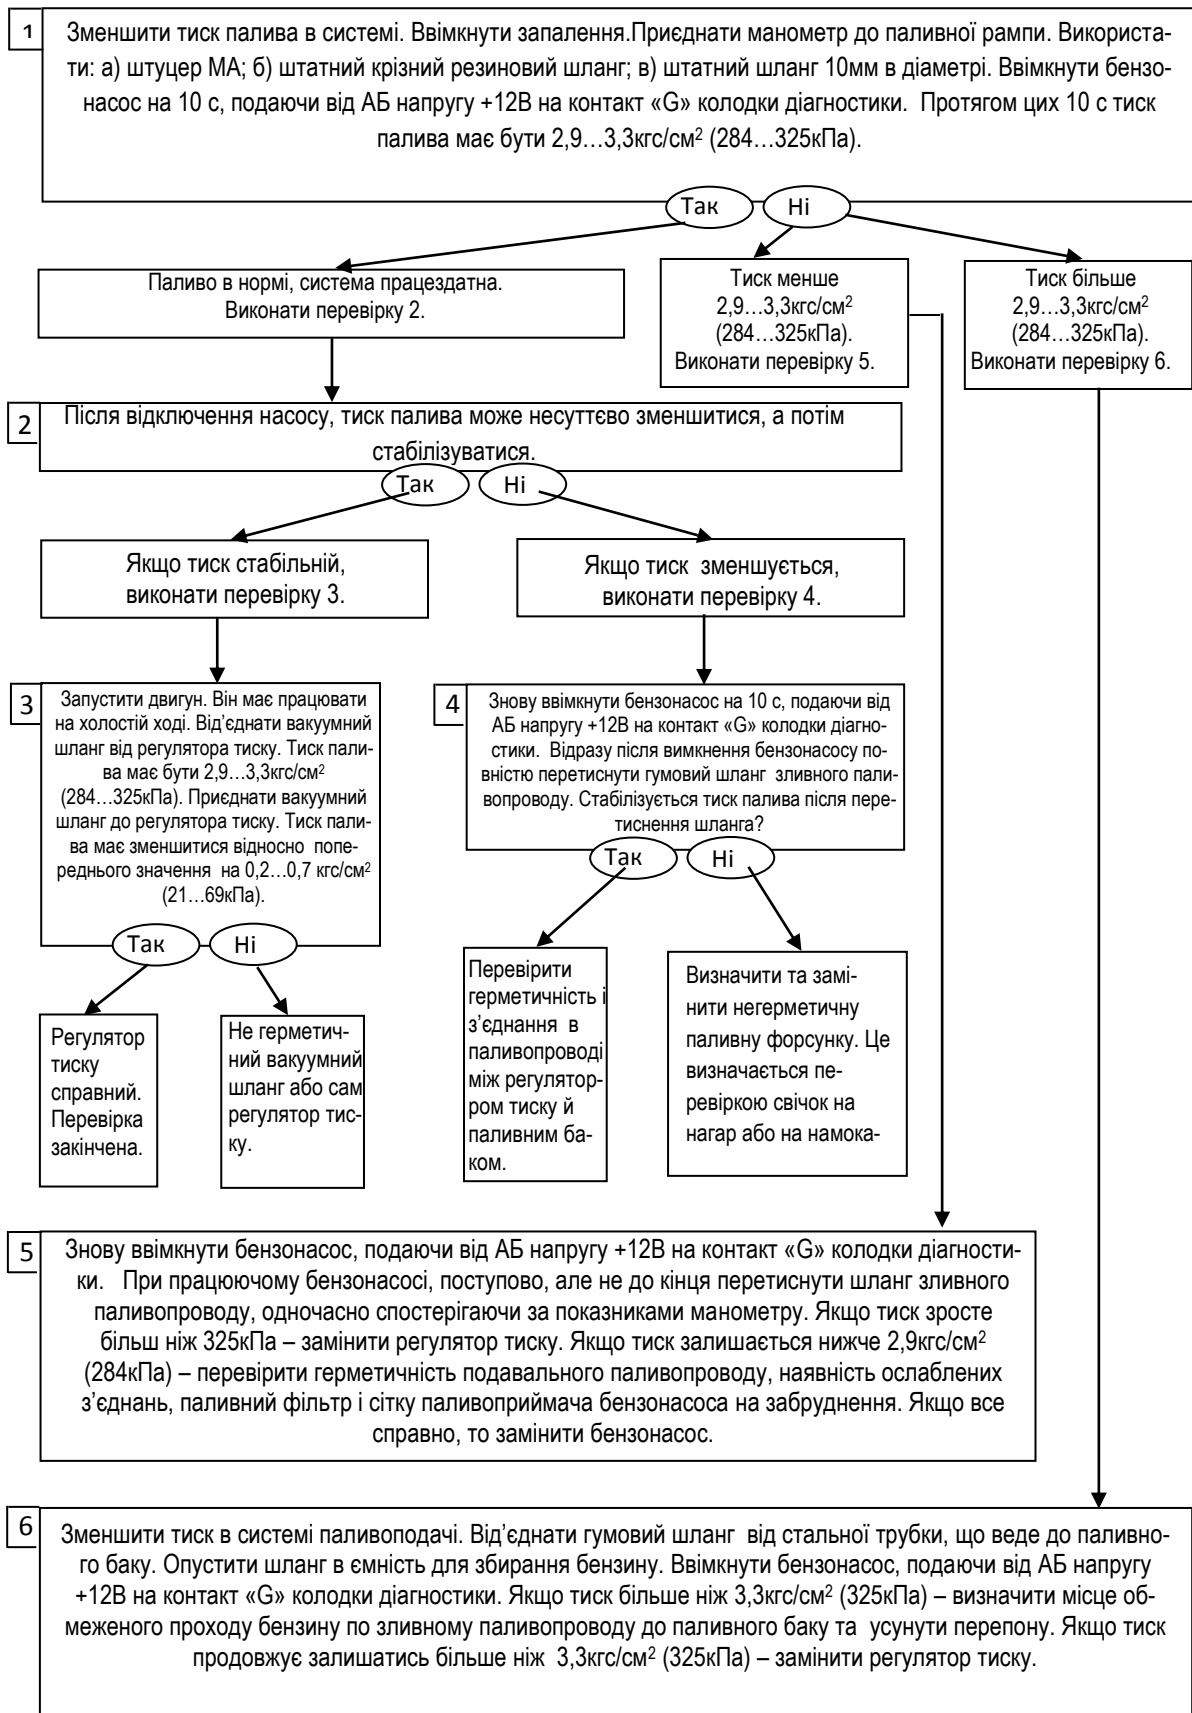 1
Зменшити тиск палива в системі. Ввімкнути запалення.Приєднати манометр до паливної рампи. Використа-
ти: а) штуцер МА; б) штатний крізний резиновий шланг; в) штатний шланг 10мм в діаметрі. Ввімкнути бензо-
насос на 10 с, подаючи від АБ напругу +12В на контакт «G» колодки діагностики. Протягом цих 10 с тиск
палива має бути 2,9…3,3кгс/см² (284…325кПа).
Так
Ні
Паливо в нормі, система працездатна.
Виконати перевірку 2.
Тиск менше
2,9…3,3кгс/см²
(284…325кПа).
Виконати перевірку 5.
Тиск більше
2,9…3,3кгс/см²
(284…325кПа).
Виконати перевірку 6.
2
Після відключення насосу, тиск палива може несуттєво зменшитися, а потім
стабілізуватися.
Так
Ні
Якщо тиск стабільній,
виконати перевірку 3.
Якщо тиск зменшується,
виконати перевірку 4.
3
Запустити двигун. Він має працювати
на холостій ході. Від’єднати вакуумний
шланг від регулятора тиску. Тиск пали-
ва має бути 2,9…3,3кгс/см²
(284…325кПа). Приєднати вакуумний
шланг до регулятора тиску. Тиск пали-
ва має зменшитися відносно попе-
реднього значення на 0,2…0,7 кгс/см²
(21…69кПа).
Так
Ні
Регулятор
тиску
справний.
Перевірка
закінчена.
Не герметич-
ний вакуумний
шланг або сам
регулятор тис-
ку.
4
Знову ввімкнути бензонасос на 10 с, подаючи від
АБ напругу +12В на контакт «G» колодки діагно-
стики. Відразу після вимкнення бензонасосу по-
вністю перетиснути гумовий шланг зливного пали-
вопроводу. Стабілізується тиск палива після пере-
тиснення шланга?
Так
Ні
Перевірити
герметичність і
з’єднання в
паливопроводі
між регулятор-
ром тиску й
паливним ба-
ком.
Визначити та замі-
нити негерметичну
паливну форсунку. Це
визначається пе-
ревіркою свічок на
нагар або на намока-
5
Знову ввімкнути бензонасос, подаючи від АБ напругу +12В на контакт «G» колодки діагности-
ки. При працюючому бензонасосі, поступово, але не до кінця перетиснути шланг зливного
паливопроводу, одночасно спостерігаючи за показниками манометру. Якщо тиск зросте
більш ніж 325кПа – замінити регулятор тиску. Якщо тиск залишається нижче 2,9кгс/см²
(284кПа) – перевірити герметичність подавального паливопроводу, наявність ослаблених
з’єднань, паливний фільтр і сітку паливоприймача бензонасоса на забруднення. Якщо все
справно, то замінити бензонасос.
6
Зменшити тиск в системі паливоподачі. Від’єднати гумовий шланг від стальної трубки, що веде до паливно-
го баку. Опустити шланг в ємність для збирання бензину. Ввімкнути бензонасос, подаючи від АБ напругу
+12В на контакт «G» колодки діагностики. Якщо тиск більше ніж 3,3кгс/см² (325кПа) – визначити місце об-
меженого проходу бензину по зливному паливопроводу до паливного баку та усунути перепону. Якщо тиск
продовжує залишатись більше ніж 3,3кгс/см² (325кПа) – замінити регулятор тиску.